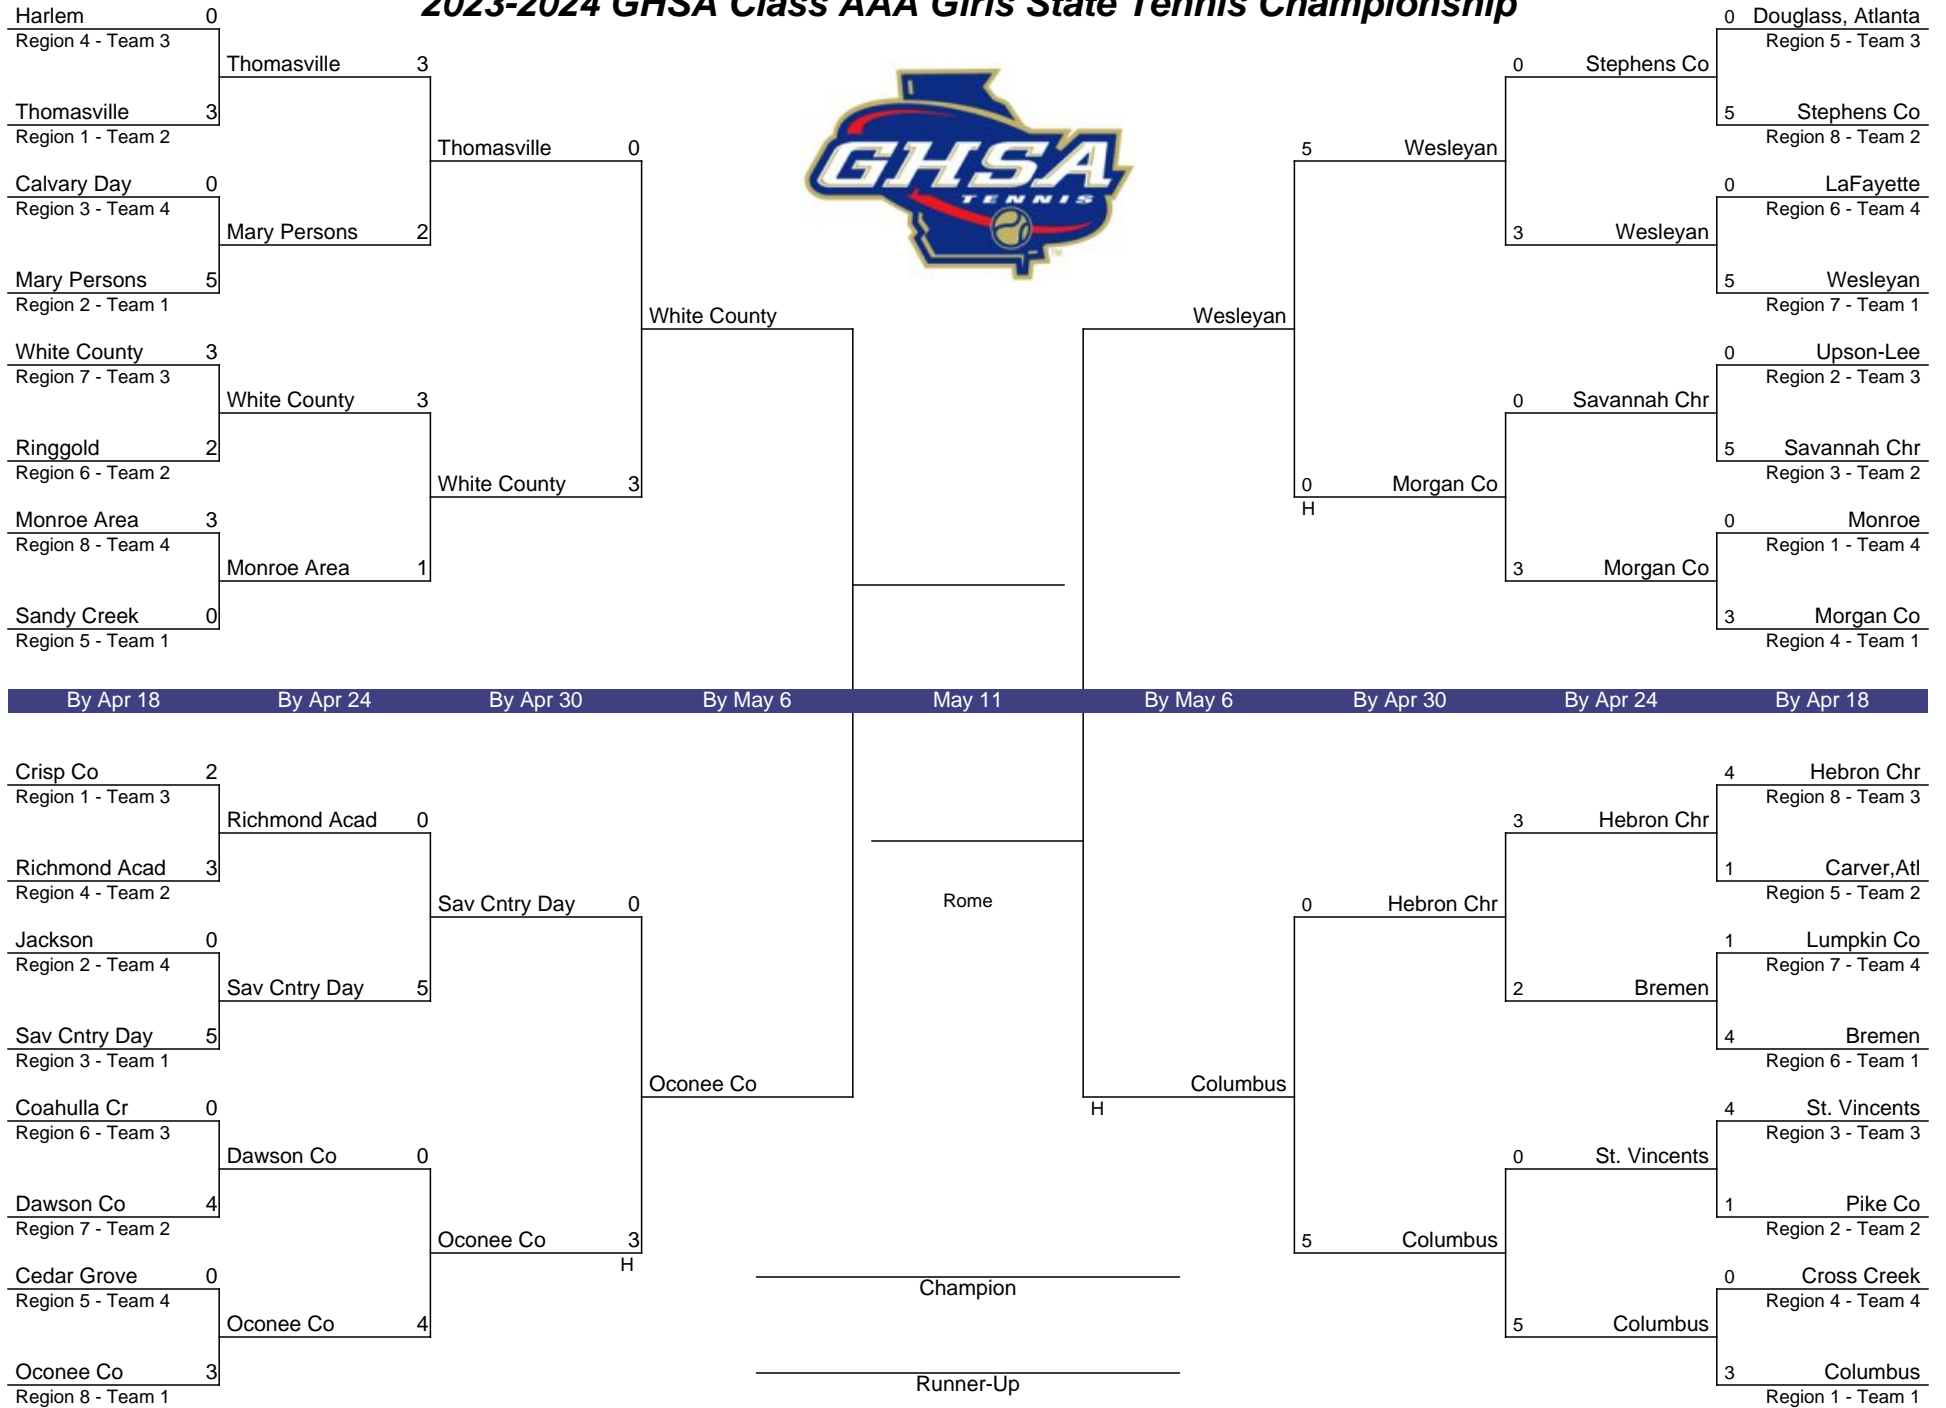 2023-2024 GHSA Class AAA Girls State Tennis Championship
Harlem 0
Region 4 - Team 3
Thomasville 3
Thomasville 3
Region 1 - Team 2
Thomasville 0
Calvary Day 0
Region 3 - Team 4
Mary Persons 2
Mary Persons 5
Region 2 - Team 1
White County
White County 3
Region 7 - Team 3
White County 3
Ringgold 2
Region 6 - Team 2
White County 3
Monroe Area 3
Region 8 - Team 4
Monroe Area 1
Sandy Creek 0
Region 5 - Team 1
GHSA
TENNIS
TM
0 Douglass, Atlanta
Region 5 - Team 3
0 Stephens Co
5 Stephens Co
Region 8 - Team 2
5 Wesleyan
0 LaFayette
Region 6 - Team 4
3 Wesleyan
5 Wesleyan
Region 7 - Team 1
Wesleyan
0 Upson-Lee
Region 2 - Team 3
0 Savannah Chr
5 Savannah Chr
Region 3 - Team 2
0 Morgan Co
H
0 Monroe
Region 1 - Team 4
3 Morgan Co
3 Morgan Co
Region 4 - Team 1
By Apr 18 By Apr 24 By Apr 30 By May 6 May 11 By May 6 By Apr 30 By Apr 24 By Apr 18
Crisp Co 2
Region 1 - Team 3
Richmond Acad 0
Richmond Acad 3
Region 4 - Team 2
Sav Cntry Day 0
Jackson 0
Region 2 - Team 4
Sav Cntry Day 5
Sav Cntry Day 5
Region 3 - Team 1
Oconee Co
Coahulla Cr 0
Region 6 - Team 3
Dawson Co 0
Dawson Co 4
Region 7 - Team 2
Oconee Co 3
H
Cedar Grove 0
Region 5 - Team 4
Oconee Co 4
Oconee Co 3
Region 8 - Team 1
Rome
Champion
Runner-Up
4 Hebron Chr
Region 8 - Team 3
3 Hebron Chr
1 Carver,Atl
Region 5 - Team 2
0 Hebron Chr
1 Lumpkin Co
Region 7 - Team 4
2 Bremen
4 Bremen
Region 6 - Team 1
Columbus
H
4 St. Vincents
Region 3 - Team 3
0 St. Vincents
1 Pike Co
Region 2 - Team 2
5 Columbus
0 Cross Creek
Region 4 - Team 4
5 Columbus
3 Columbus
Region 1 - Team 1